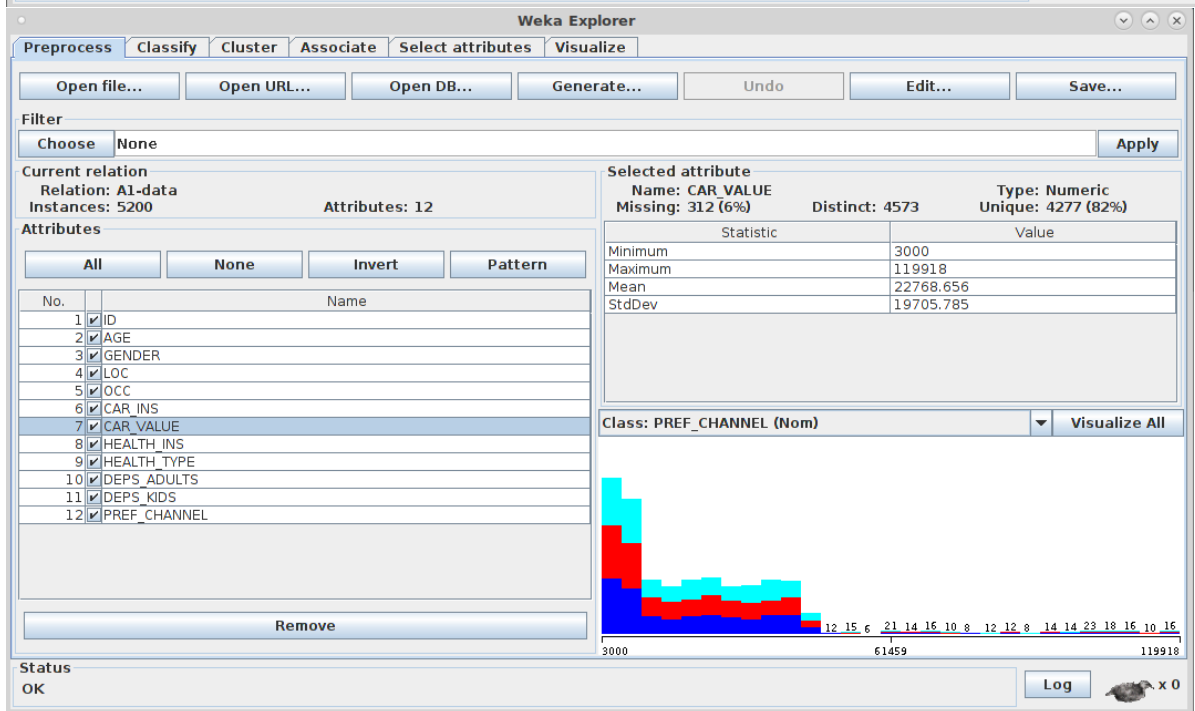 Weka Explorer
Preprocess Classify Cluster Associate Select attributes Visualize
Open file... Open URL... Open DB... Generate... Undo Edit... Save...
Filter
Choose None Apply
Current relation
Relation: A1-data
Instances: 5200 Attributes: 12
Attributes
All None Invert Pattern
No. Name
1 ID
2 AGE
3 GENDER
4 LOC
5 OCC
6 CAR_INS
7 CAR_VALUE
8 HEALTH_INS
9 HEALTH_TYPE
10 DEPS_ADULTS
11 DEPS_KIDS
12 PREF_CHANNEL
Remove
Selected attribute
Name: CAR_VALUE Type: Numeric
Missing: 312 (6%) Distinct: 4573 Unique: 4277 (82%)
Statistic Value
Minimum 3000
Maximum 119918
Mean 22768.656
StdDev 19705.785
Class: PREF_CHANNEL (Nom) Visualize All
12 15 6 21 14 16 10 8 12 12 8 14 14 23 18 16 10 16
3000 61459 119918
Status
OK Log x 0